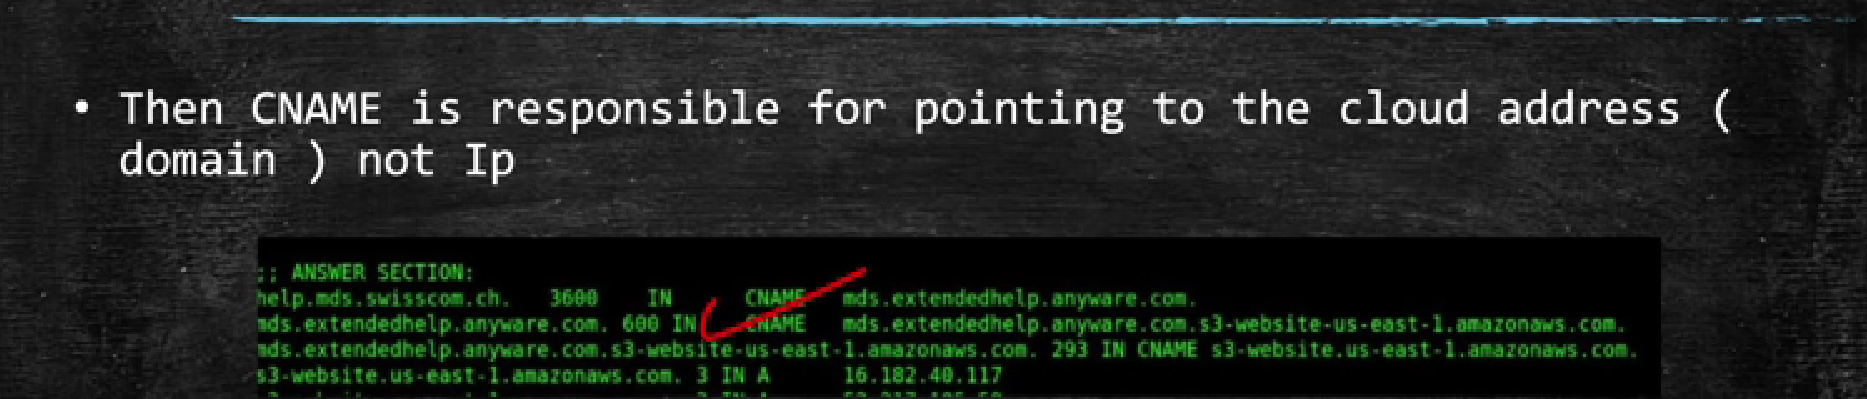 • Then CNAME is responsible for pointing to the cloud address (
domain ) not Ip
;; ANSWER SECTION:
help.mds.swisscom.ch. 3600 IN CNAME mds.extendedhelp.anyware.com.
mds.extendedhelp.anyware.com. 600 IN CNAME mds.extendedhelp.anyware.com.s3-website-us-east-1.amazonaws.com.
mds.extendedhelp.anyware.com.s3-website-us-east-1.amazonaws.com. 293 IN CNAME s3-website.us-east-1.amazonaws.com.
s3-website.us-east-1.amazonaws.com. 3 IN A 16.182.40.117